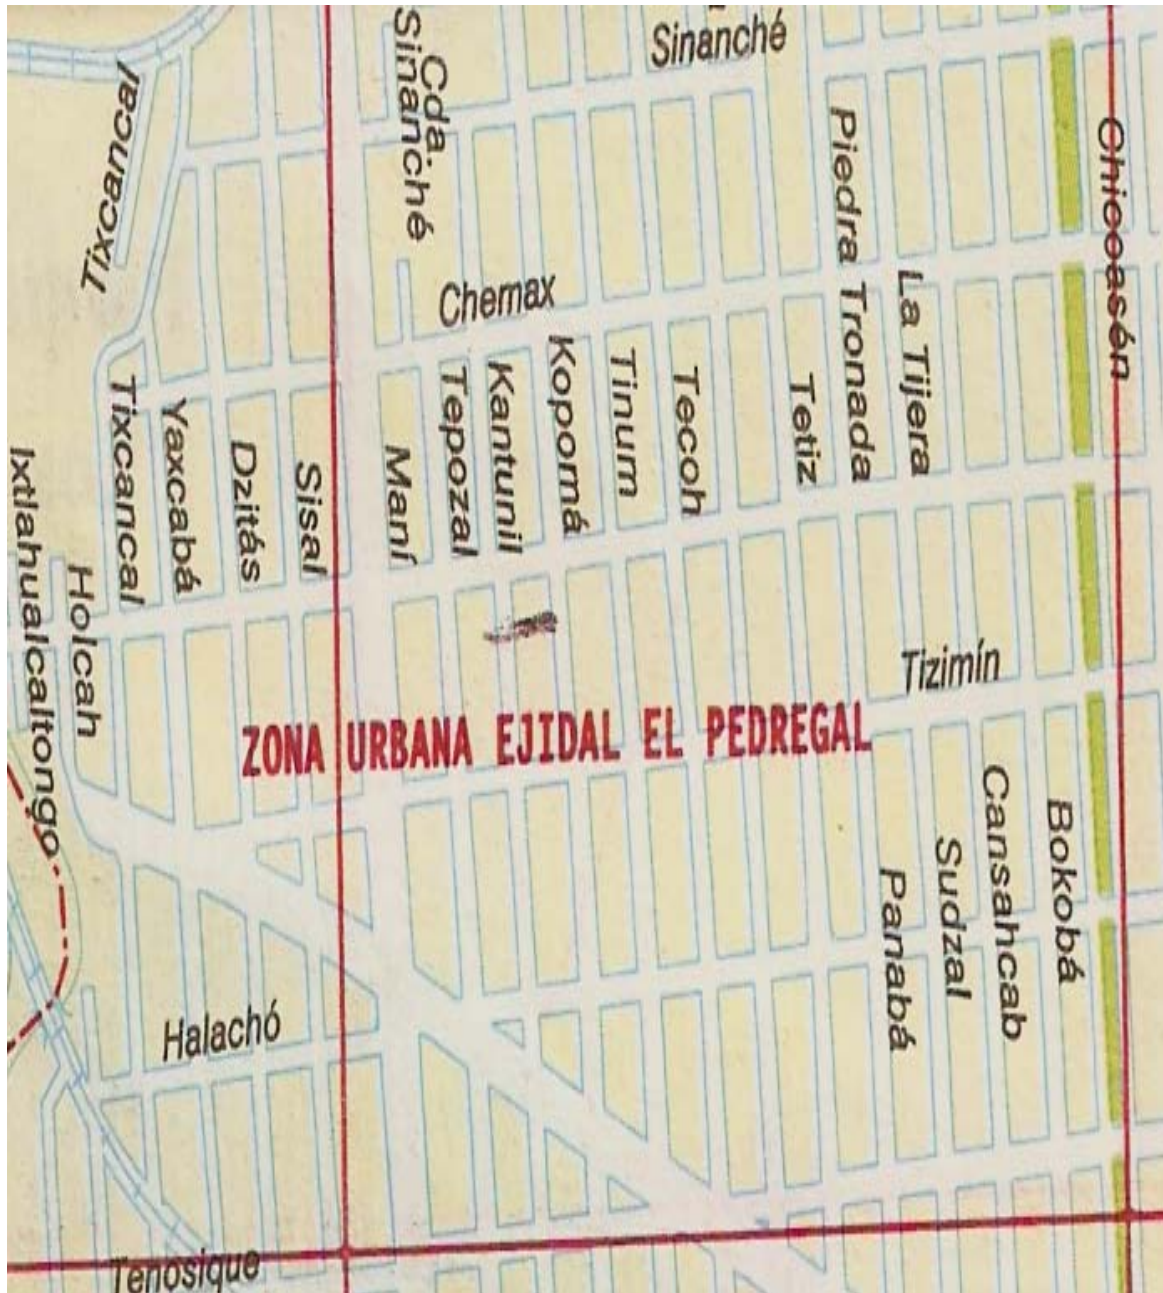 Sinanché
Cda.
Sinanché
Tixcancal
Piedra Tronada
Chicoasén
Chemax
La Tijera
Tixcancal
Yaxcabá
Dzitás
Sisal
Maní
Tepozal
Kantunil
Kopomá
Tinum
Tecoh
Tetiz
Ixtlahualcaltongo
Holcah
Tizimín
ZONA URBANA EJIDAL EL PEDREGAL
Cansahcab
Bokobá
Sudzal
Panabá
Halachó
Tenosique